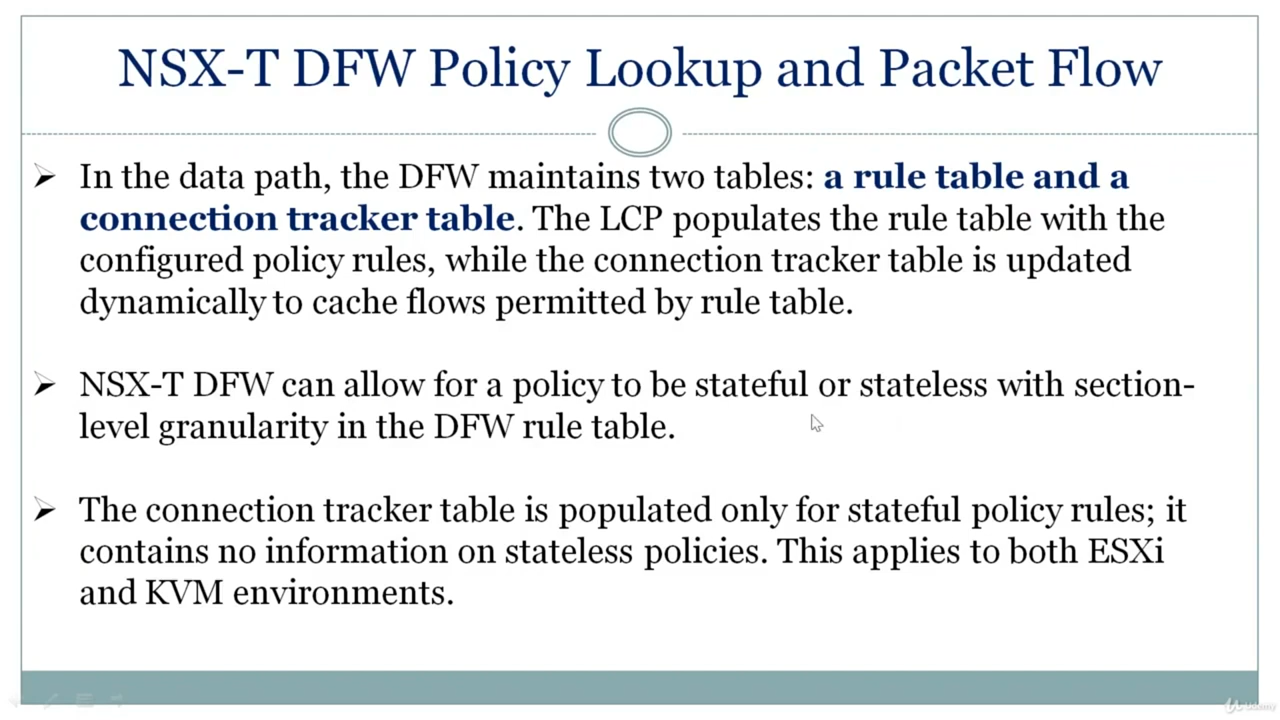 NSX-T DFW Policy Lookup and Packet Flow
In the data path, the DFW maintains two tables: a rule table and a
connection tracker table. The LCP populates the rule table with the
configured policy rules, while the connection tracker table is updated
dynamically to cache flows permitted by rule table.
NSX-T DFW can allow for a policy to be stateful or stateless with section-
level granularity in the DFW rule table.
The connection tracker table is populated only for stateful policy rules; it
contains no information on stateless policies. This applies to both ESXi
and KVM environments.
Udemy